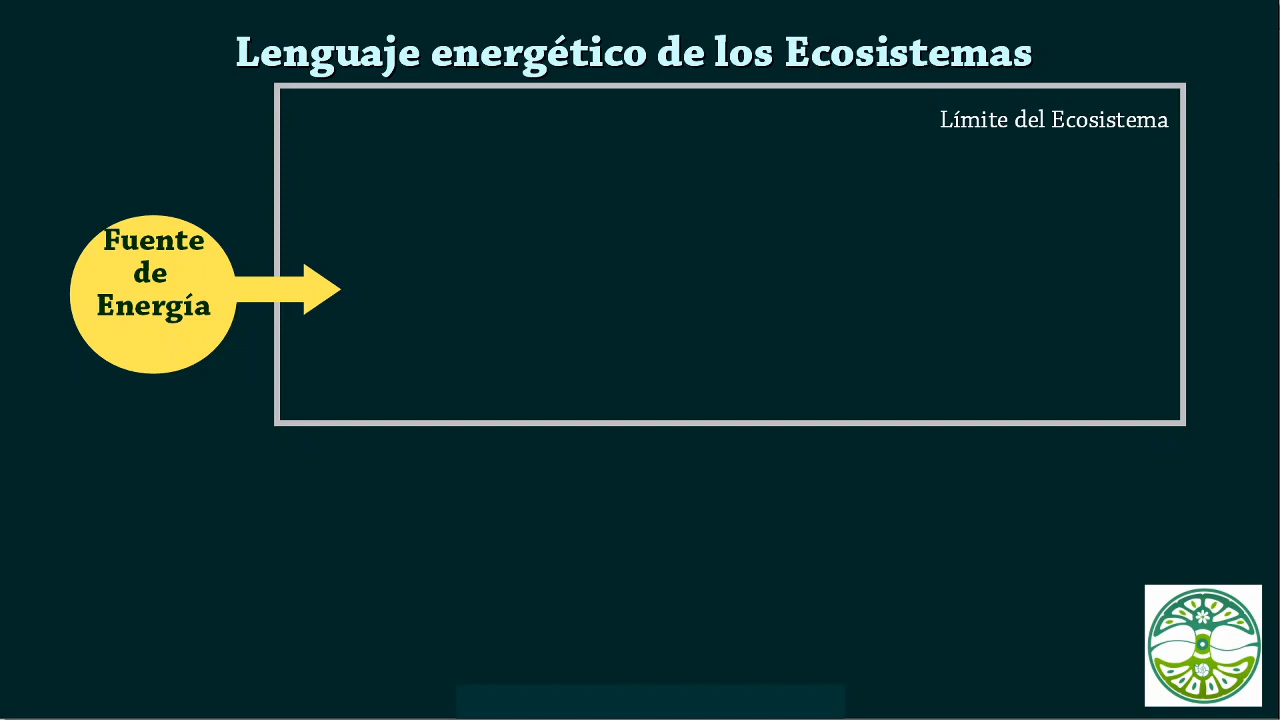 Lenguaje energético de los Ecosistemas
Límite del Ecosistema
Fuente
de
Energía